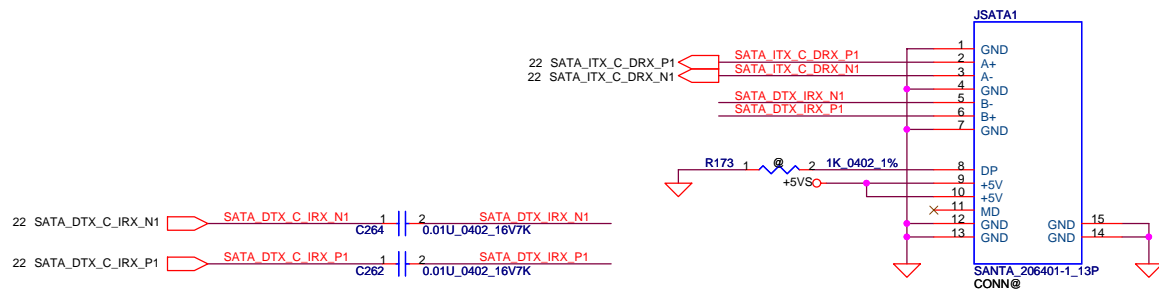 JSATA1
1 GND
22 SATA_ITX_C_DRX_P1 SATA_ITX_C_DRX_P1 2 A+
22 SATA_ITX_C_DRX_N1 SATA_ITX_C_DRX_N1 3 A-
4 GND
SATA_DTX_IRX_N1 5 B-
SATA_DTX_IRX_P1 6 B+
7 GND
R173 1 @ 2 1K_0402_1% 8 DP
+5VS 9 +5V
10 +5V
11 MD
22 SATA_DTX_C_IRX_N1 SATA_DTX_C_IRX_N1 1 2 SATA_DTX_IRX_N1 12 GND GND 15
C264 0.01U_0402_16V7K 13 GND GND 14
22 SATA_DTX_C_IRX_P1 SATA_DTX_C_IRX_P1 1 2 SATA_DTX_IRX_P1
C262 0.01U_0402_16V7K SANTA_206401-1_13P
CONN@